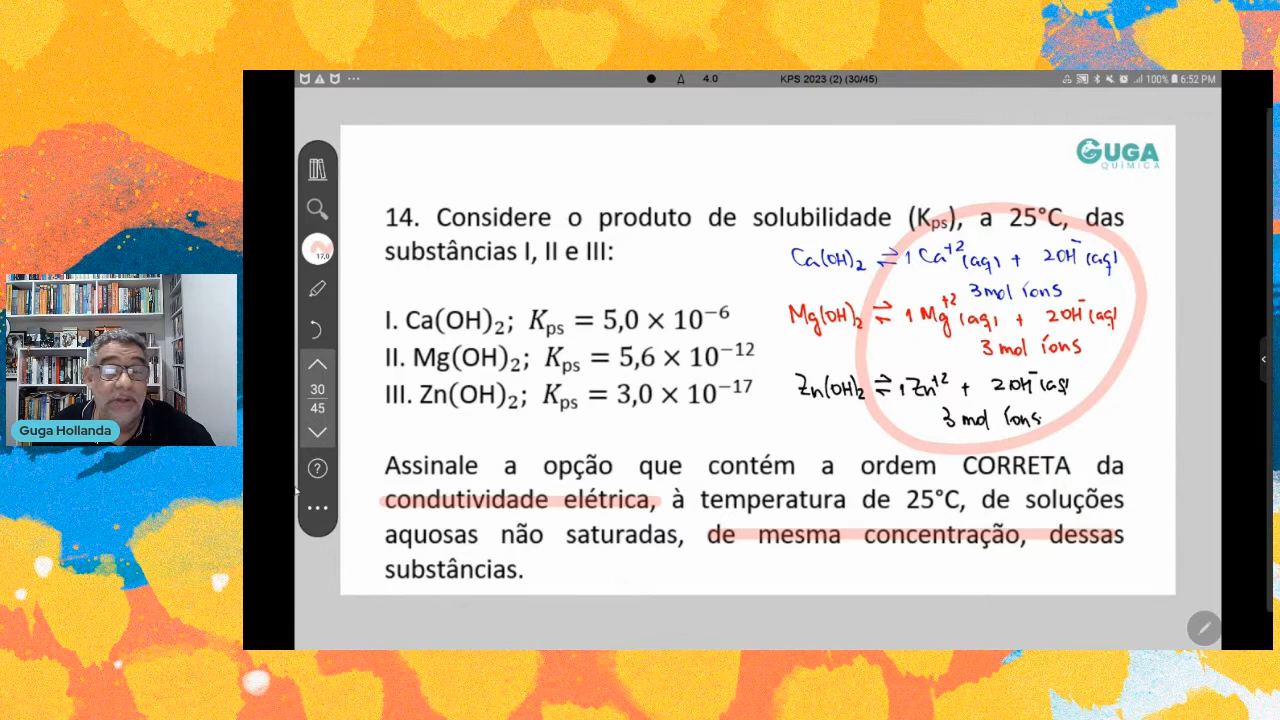 4.0
KPS 2023 (2) (30/45)
100% 6:52 PM
GUGA
QUÍMICA
17,0
30
45
14. Considere o produto de solubilidade (Kps), a 25°C, das
substâncias I, II e III:
I. Ca(OH)₂; Kps = 5,0 × 10⁻⁶
II. Mg(OH)₂; Kps = 5,6 × 10⁻¹²
III. Zn(OH)₂; Kps = 3,0 × 10⁻¹⁷
Ca(OH)₂ ⇌ 1 Ca⁺² (aq) + 2OH⁻ (aq)
3 mol íons
Mg(OH)₂ ⇌ 1 Mg⁺² (aq) + 2OH⁻ (aq)
3 mol íons
Zn(OH)₂ ⇌ 1 Zn⁺² + 2OH⁻ (aq)
3 mol íons
Assinale a opção que contém a ordem CORRETA da
condutividade elétrica, à temperatura de 25°C, de soluções
aquosas não saturadas, de mesma concentração, dessas
substâncias.
Guga Hollanda